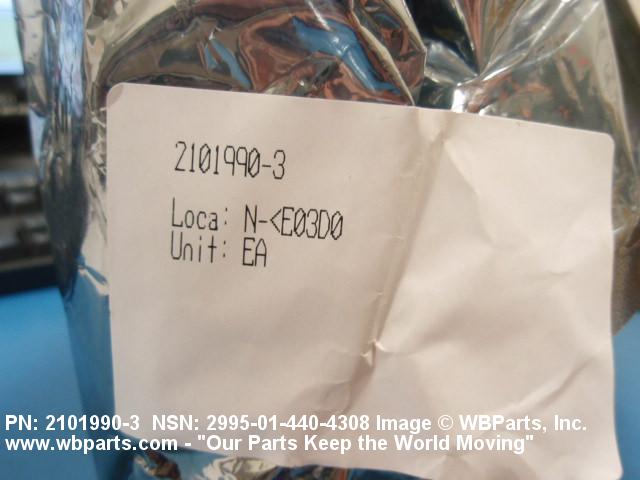 2101990-3
Loca: N-<E03D0
Unit: EA
PN: 2101990-3 NSN: 2995-01-440-4308 Image © WBParts, Inc.
www.wbparts.com - "Our Parts Keep the World Moving"